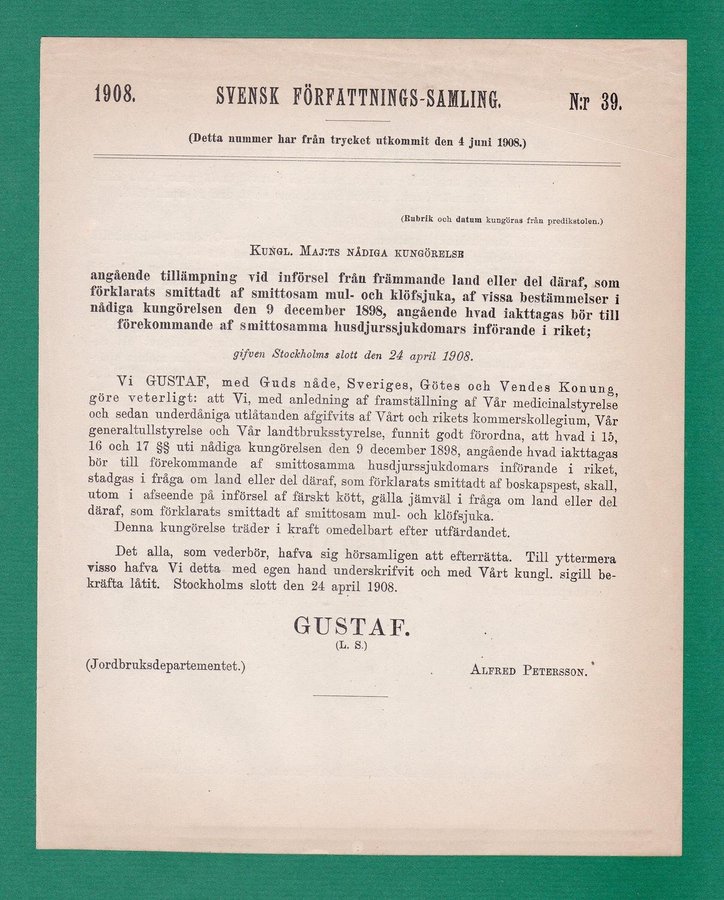 1908.
SVENSK FÖRFATTNINGS-SAMLING.
N:r 39.
(Detta nummer har från trycket utkommit den 4 juni 1908.)
(Rubrik och datum kungöras från predikstolen.)
KUNGL. MAJ:TS NÅDIGA KUNGÖRELSE
angående tillämpning vid införsel från främmande land eller del däraf, som
förklarats smittadt af smittosam mul- och klöfsjuka, af vissa bestämmelser i
nådiga kungörelsen den 9 december 1898, angående hvad iakttagas bör till
förekommande af smittosamma husdjurssjukdomars införande i riket;
gifven Stockholms slott den 24 april 1908.
Vi GUSTAF, med Guds nåde, Sveriges, Götes och Vendes Konung,
göre veterligt: att Vi, med anledning af framställning af Vår medicinalstyrelse
och sedan underdåniga utlåtanden afgifvits af Vårt och rikets kommerskollegium, Vår
generaltullstyrelse och Vår landtbruksstyrelse, funnit godt förordna, att hvad i 15,
16 och 17 §§ uti nådiga kungörelsen den 9 december 1898, angående hvad iakttagas
bör till förekommande af smittosamma husdjurssjukdomars införande i riket,
stadgas i fråga om land eller del däraf, som förklarats smittadt af boskapspest, skall,
utom i afseende på införsel af färskt kött, gälla jämväl i fråga om land eller del
däraf, som förklarats smittadt af smittosam mul- och klöfsjuka.
Denna kungörelse träder i kraft omedelbart efter utfärdandet.
Det alla, som vederbör, hafva sig hörsamligen att efterrätta. Till yttermera
visso hafva Vi detta med egen hand underskrifvit och med Vårt kungl. sigill be-
kräfta låtit. Stockholms slott den 24 april 1908.
GUSTAF.
(L. S.)
(Jordbruksdepartementet.)
ALFRED PETERSSON.